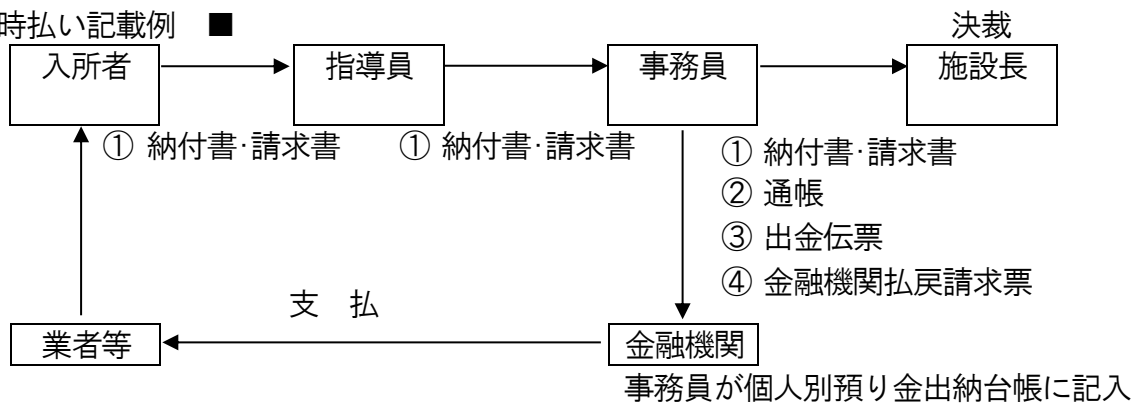 時払い記載例 ■
決裁
入所者
指導員
事務員
施設長
① 納付書・請求書
① 納付書・請求書
① 納付書・請求書
② 通帳
③ 出金伝票
④ 金融機関払戻請求票
支 払
業者等
金融機関
事務員が個人別預り金出納台帳に記入